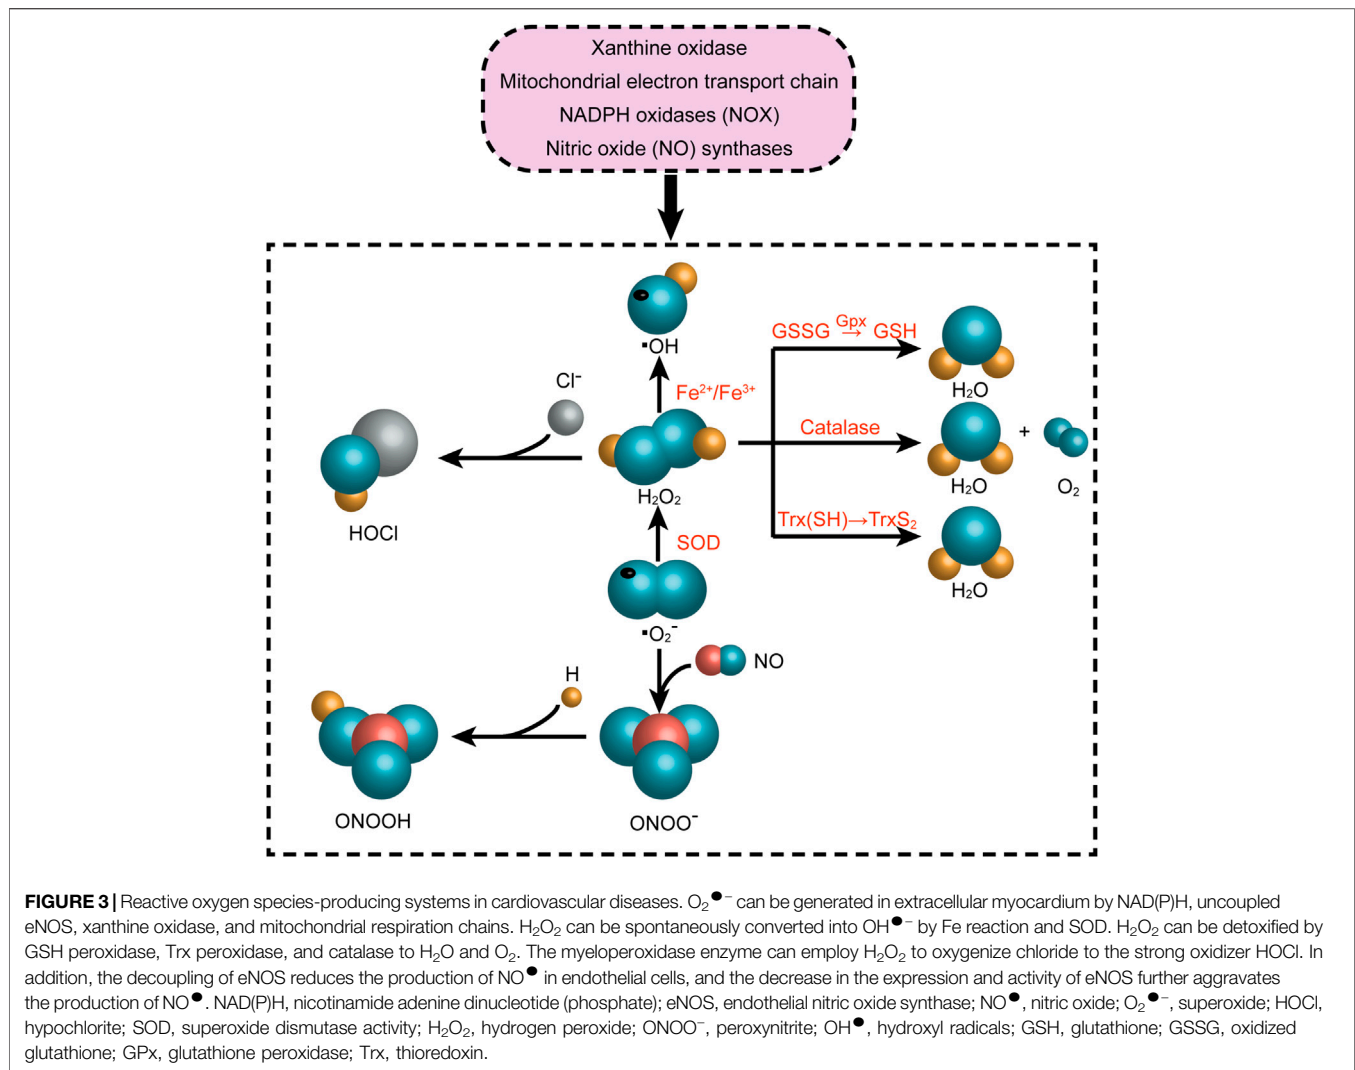 Xanthine oxidase
Mitochondrial electron transport chain
NADPH oxidases (NOX)
Nitric oxide (NO) synthases
·OH
GSSG Gpx → GSH
H₂O
Fe²⁺/Fe³⁺
Cl⁻
Catalase
+
H₂O
O₂
H₂O₂
HOCl
Trx(SH)→TrxS₂
SOD
H₂O
·O₂⁻
NO
H
ONOOH
ONOO⁻
FIGURE 3 | Reactive oxygen species-producing systems in cardiovascular diseases. O₂●⁻ can be generated in extracellular myocardium by NAD(P)H, uncoupled
eNOS, xanthine oxidase, and mitochondrial respiration chains. H₂O₂ can be spontaneously converted into OH●⁻ by Fe reaction and SOD. H₂O₂ can be detoxified by
GSH peroxidase, Trx peroxidase, and catalase to H₂O and O₂. The myeloperoxidase enzyme can employ H₂O₂ to oxygenize chloride to the strong oxidizer HOCl. In
addition, the decoupling of eNOS reduces the production of NO● in endothelial cells, and the decrease in the expression and activity of eNOS further aggravates
the production of NO●. NAD(P)H, nicotinamide adenine dinucleotide (phosphate); eNOS, endothelial nitric oxide synthase; NO●, nitric oxide; O₂●⁻, superoxide; HOCl,
hypochlorite; SOD, superoxide dismutase activity; H₂O₂, hydrogen peroxide; ONOO⁻, peroxynitrite; OH●, hydroxyl radicals; GSH, glutathione; GSSG, oxidized
glutathione; GPx, glutathione peroxidase; Trx, thioredoxin.